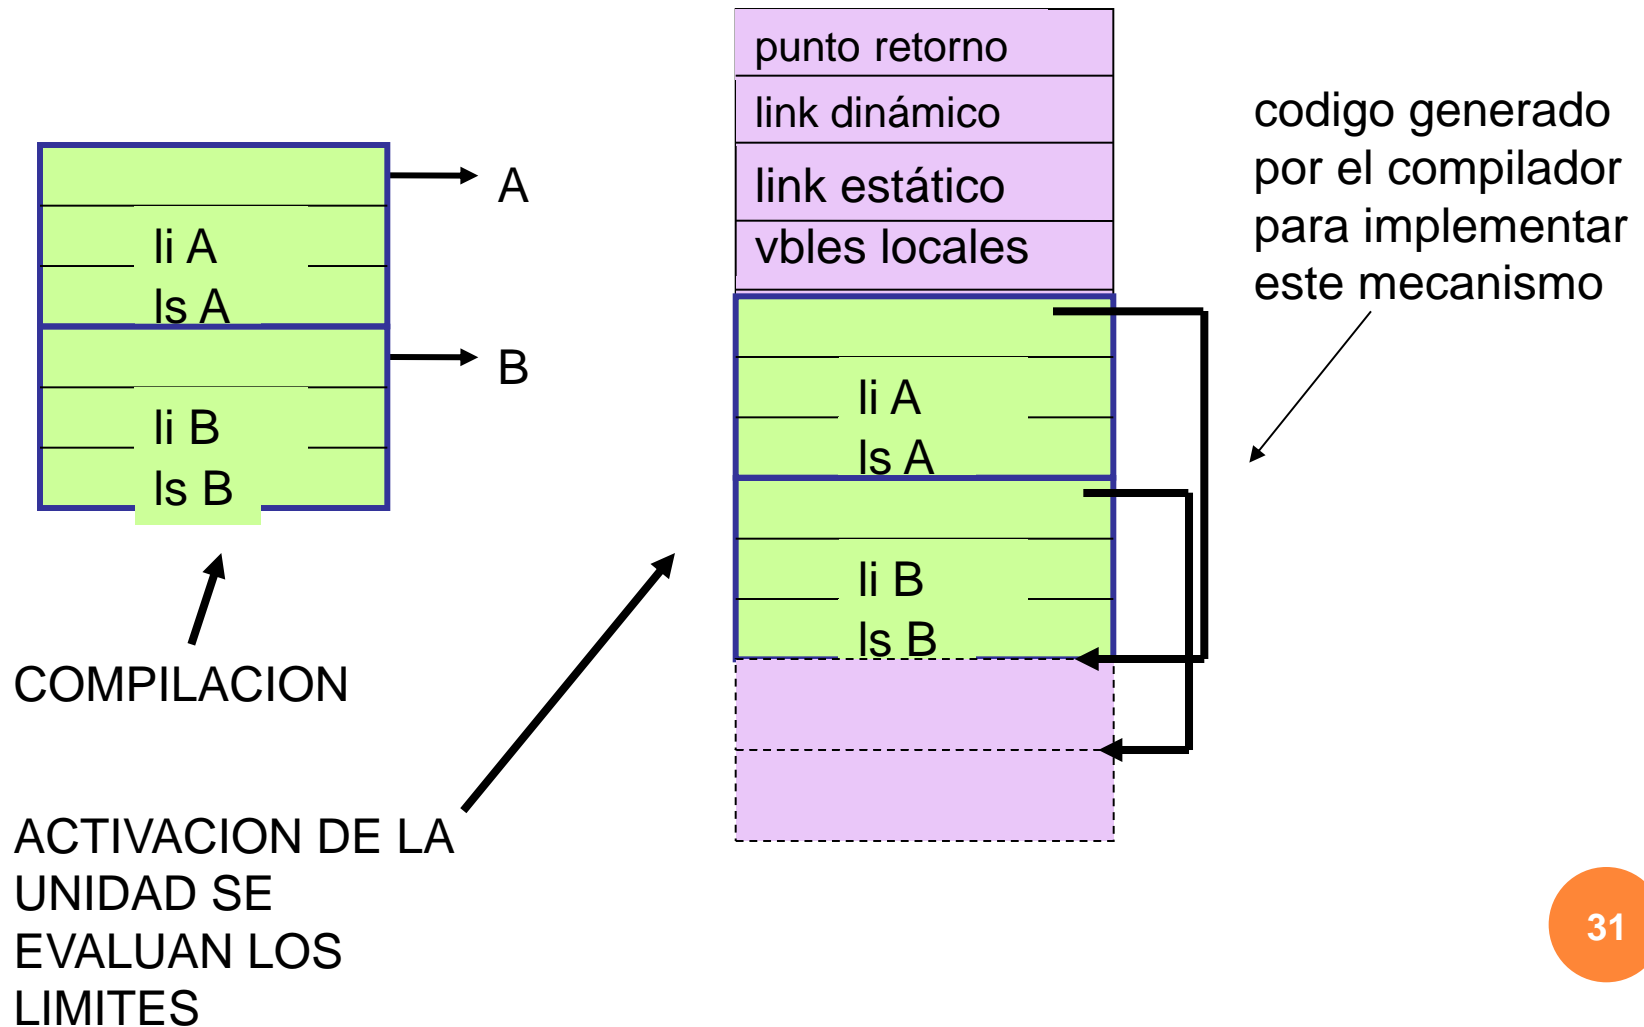 punto retorno
link dinámico
link estático
vbles locales
codigo generado
por el compilador
para implementar
este mecanismo
A
li A
ls A
B
li B
ls B
li A
ls A
li B
ls B
COMPILACION
ACTIVACION DE LA
UNIDAD SE
EVALUAN LOS
LIMITES
31